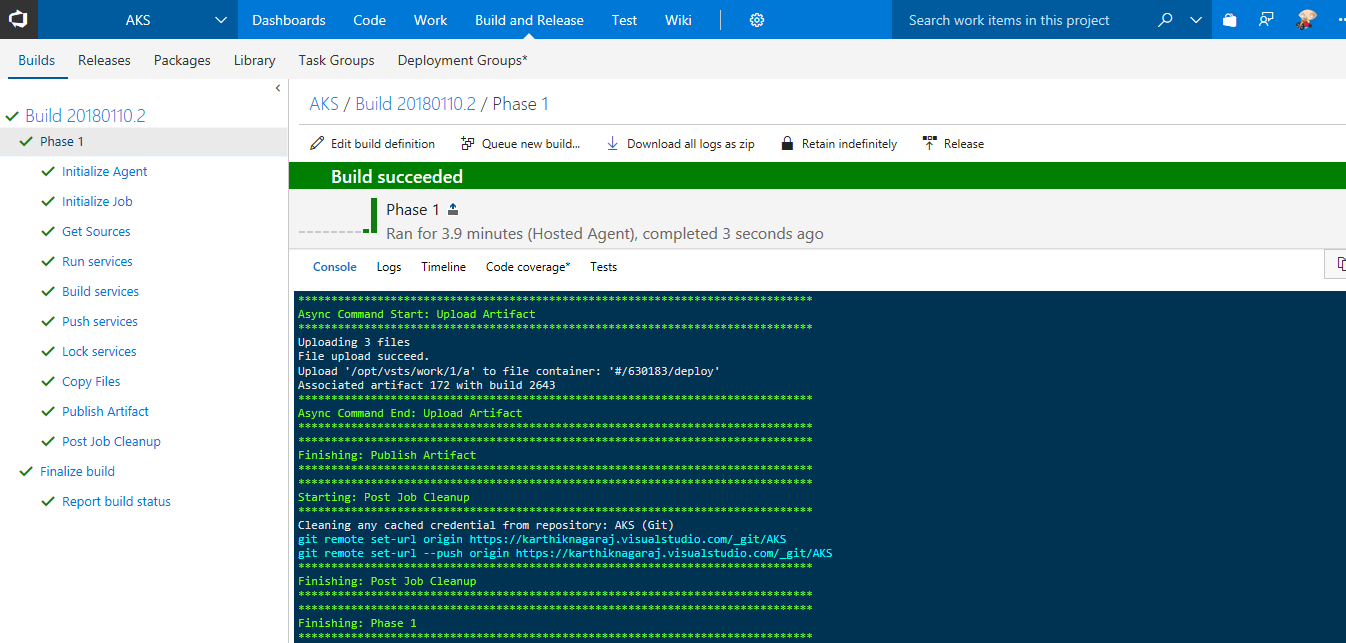 AKS
Dashboards Code Work Build and Release Test Wiki
Search work items in this project
Builds Releases Packages Library Task Groups Deployment Groups*
Build 20180110.2
Phase 1
Initialize Agent
Initialize Job
Get Sources
Run services
Build services
Push services
Lock services
Copy Files
Publish Artifact
Post Job Cleanup
Finalize build
Report build status
AKS / Build 20180110.2 / Phase 1
Edit build definition Queue new build... Download all logs as zip Retain indefinitely Release
Build succeeded
Phase 1
Ran for 3.9 minutes (Hosted Agent), completed 3 seconds ago
Console Logs Timeline Code coverage* Tests
******************************************************************************
Async Command Start: Upload Artifact
******************************************************************************
Uploading 3 files
File upload succeed.
Upload '/opt/vsts/work/1/a' to file container: '#/630183/deploy'
Associated artifact 172 with build 2643
******************************************************************************
Async Command End: Upload Artifact
******************************************************************************
******************************************************************************
Finishing: Publish Artifact
******************************************************************************
******************************************************************************
Starting: Post Job Cleanup
******************************************************************************
Cleaning any cached credential from repository: AKS (Git)
git remote set-url origin https://karthiknagaraj.visualstudio.com/_git/AKS
git remote set-url --push origin https://karthiknagaraj.visualstudio.com/_git/AKS
******************************************************************************
Finishing: Post Job Cleanup
******************************************************************************
******************************************************************************
Finishing: Phase 1
******************************************************************************